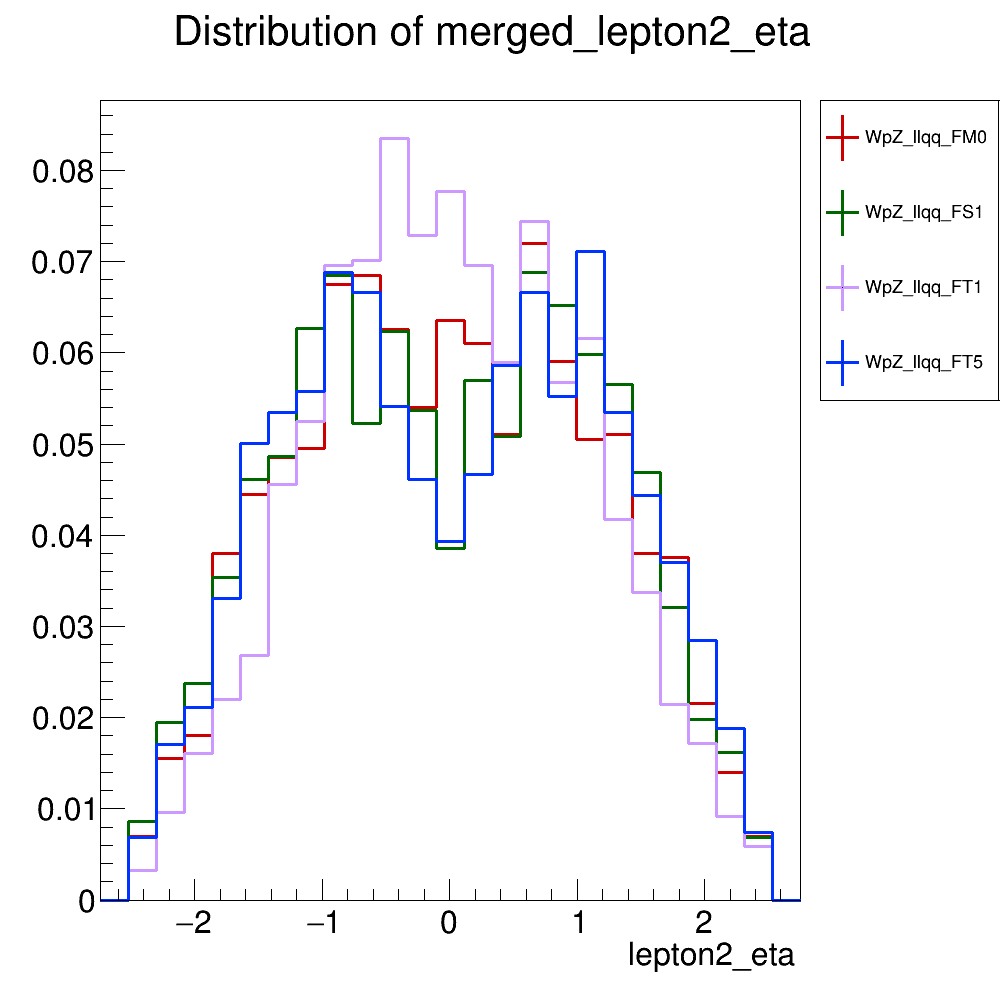 Distribution of merged_lepton2_eta
WpZ_llqq_FM0
WpZ_llqq_FS1
WpZ_llqq_FT1
WpZ_llqq_FT5
0.08
0.07
0.06
0.05
0.04
0.03
0.02
0.01
0
−2 −1 0 1 2
lepton2_eta